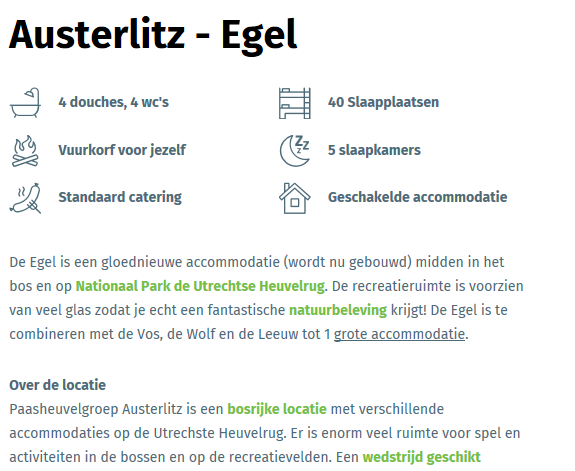 Austerlitz - Egel
4 douches, 4 wc's
40 Slaapplaatsen
Vuurkorf voor jezelf
5 slaapkamers
Standaard catering
Geschakelde accommodatie
De Egel is een gloednieuwe accommodatie (wordt nu gebouwd) midden in het
bos en op Nationaal Park de Utrechtse Heuvelrug. De recreatieruimte is voorzien
van veel glas zodat je echt een fantastische natuurbeleving krijgt! De Egel is te
combineren met de Vos, de Wolf en de Leeuw tot 1 grote accommodatie.
Over de locatie
Paasheuvelgroep Austerlitz is een bosrijke locatie met verschillende
accommodaties op de Utrechste Heuvelrug. Er is enorm veel ruimte voor spel en
activiteiten in de bossen en op de recreatievelden. Een wedstrijd geschikt